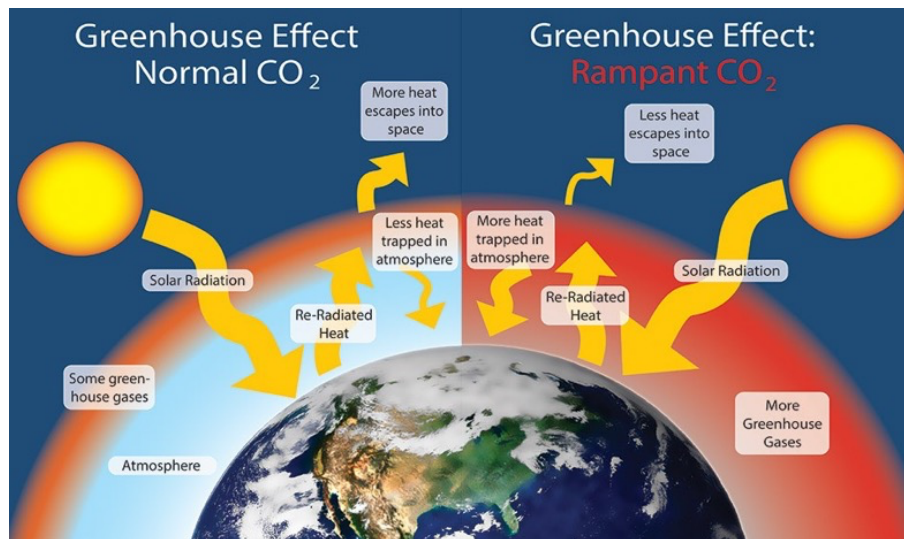 Greenhouse Effect
Normal CO₂
More heat
escapes into
space
Less heat
trapped in
atmosphere
Solar Radiation
Re-Radiated
Heat
Some green-
house gases
Atmosphere
Greenhouse Effect:
Rampant CO₂
Less heat
escapes into
space
More heat
trapped in
atmosphere
Solar Radiation
Re-Radiated
Heat
More
Greenhouse
Gases